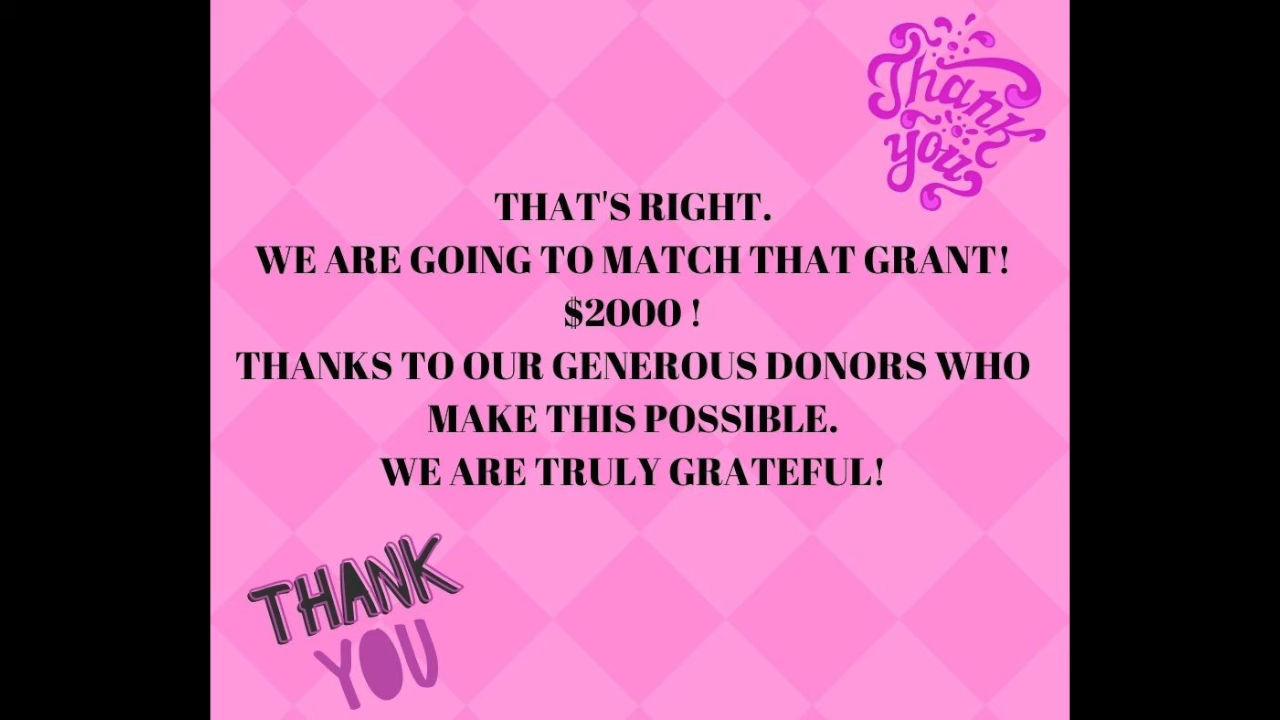 Thank
you
THAT'S RIGHT.
WE ARE GOING TO MATCH THAT GRANT!
$2000 !
THANKS TO OUR GENEROUS DONORS WHO
MAKE THIS POSSIBLE.
WE ARE TRULY GRATEFUL!
THANK
YOU